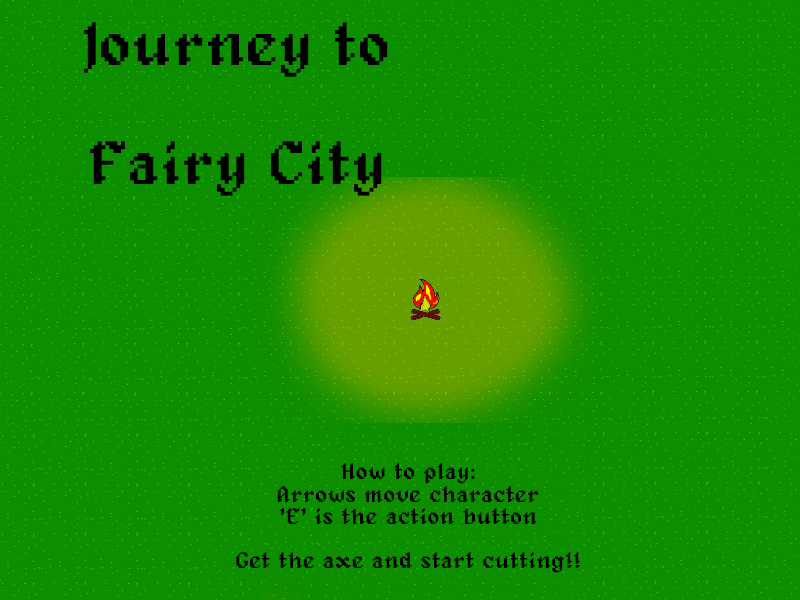 Journey to
Fairy City
How to play:
Arrows move character
'E' is the action button
Get the axe and start cutting!!